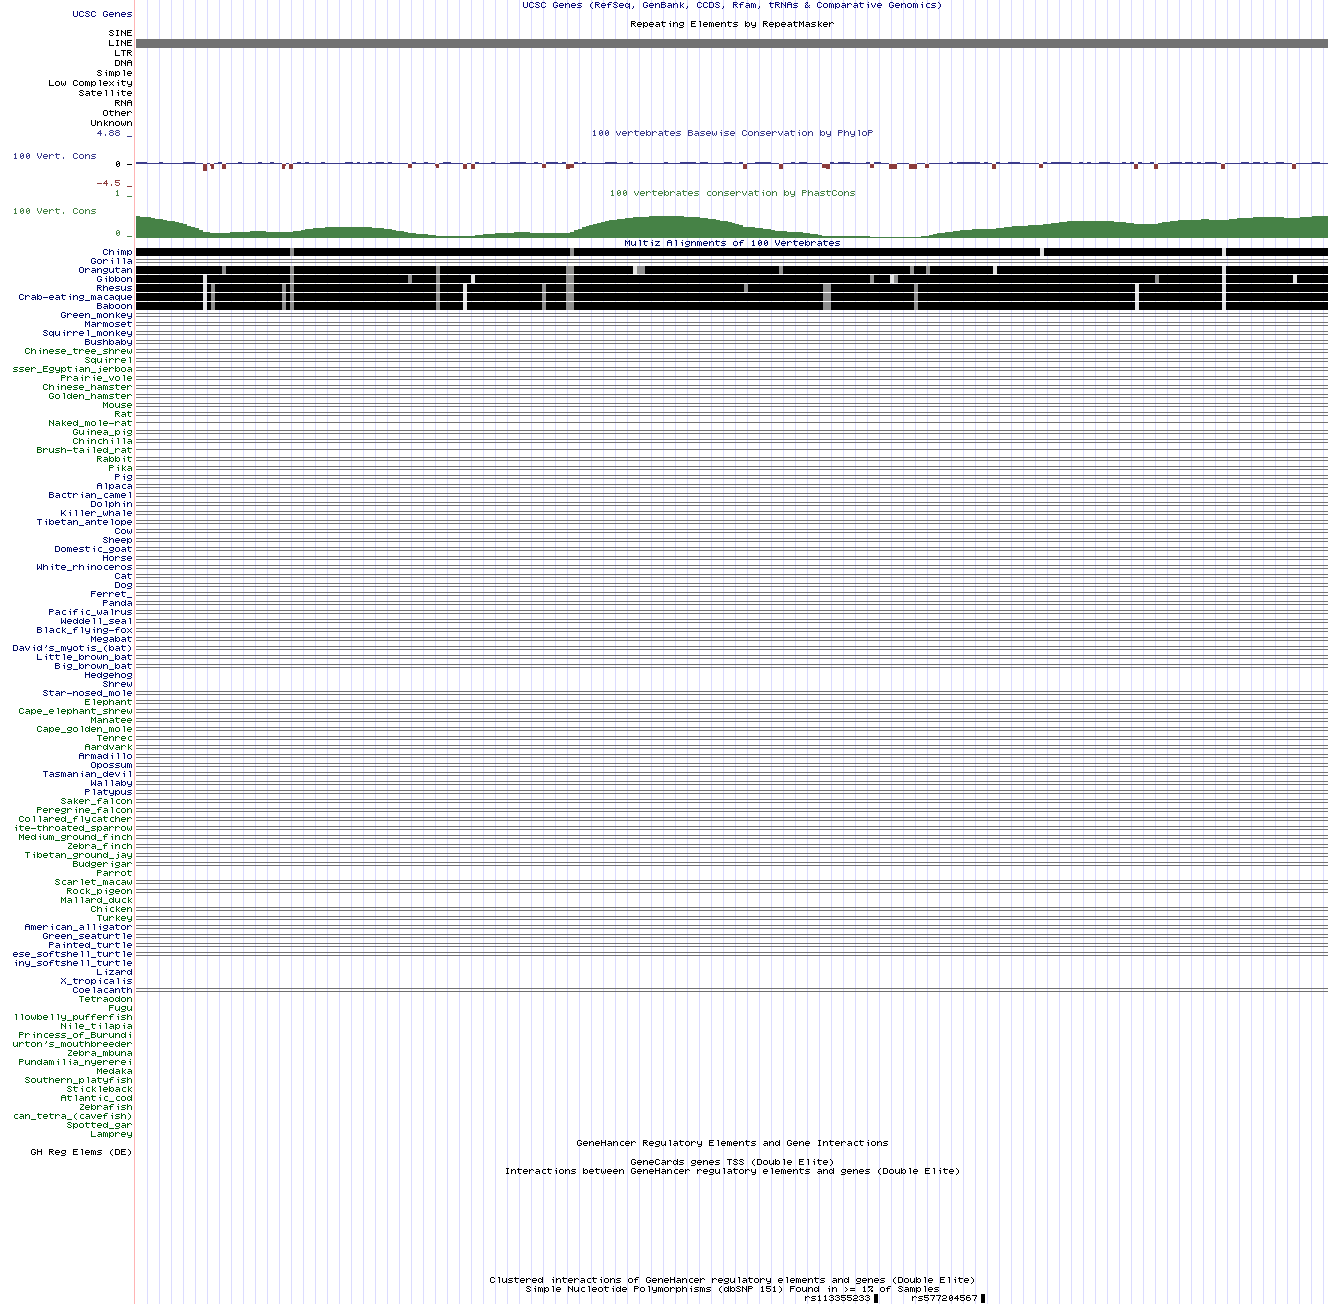 UCSC Genes (RefSeq, GenBank, CCDS, Rfam, tRNAs & Comparative Genomics)
UCSC Genes
Repeating Elements by RepeatMasker
SINE
LINE
LTR
DNA
Simple
Low Complexity
Satellite
RNA
Other
Unknown
4.88 _
100 vertebrates Basewise Conservation by PhyloP
100 Vert. Cons
0 _
-4.5 _
1 _
100 vertebrates conservation by PhastCons
100 Vert. Cons
0 _
Multiz Alignments of 100 Vertebrates
Chimp
Gorilla
Orangutan
Gibbon
Rhesus
Crab-eating_macaque
Baboon
Green_monkey
Marmoset
Squirrel_monkey
Bushbaby
Chinese_tree_shrew
Squirrel
sser_Egyptian_jerboa
Prairie_vole
Chinese_hamster
Golden_hamster
Mouse
Rat
Naked_mole-rat
Guinea_pig
Chinchilla
Brush-tailed_rat
Rabbit
Pika
Pig
Alpaca
Bactrian_camel
Dolphin
Killer_whale
Tibetan_antelope
Cow
Sheep
Domestic_goat
Horse
White_rhinoceros
Cat
Dog
Ferret_
Panda
Pacific_walrus
Weddell_seal
Black_flying-fox
Megabat
David's_myotis_(bat)
Little_brown_bat
Big_brown_bat
Hedgehog
Shrew
Star-nosed_mole
Elephant
Cape_elephant_shrew
Manatee
Cape_golden_mole
Tenrec
Aardvark
Armadillo
Opossum
Tasmanian_devil
Wallaby
Platypus
Saker_falcon
Peregrine_falcon
Collared_flycatcher
ite-throated_sparrow
Medium_ground_finch
Zebra_finch
Tibetan_ground_jay
Budgerigar
Parrot
Scarlet_macaw
Rock_pigeon
Mallard_duck
Chicken
Turkey
American_alligator
Green_seaturtle
Painted_turtle
ese_softshell_turtle
iny_softshell_turtle
Lizard
X_tropicalis
Coelacanth
Tetraodon
Fugu
llowbelly_pufferfish
Nile_tilapia
Princess_of_Burundi
urton's_mouthbreeder
Zebra_mbuna
Pundamilia_nyererei
Medaka
Southern_platyfish
Stickleback
Atlantic_cod
Zebrafish
can_tetra_(cavefish)
Spotted_gar
Lamprey
GeneHancer Regulatory Elements and Gene Interactions
GH Reg Elems (DE)
GeneCards genes TSS (Double Elite)
Interactions between GeneHancer regulatory elements and genes (Double Elite)
Clustered interactions of GeneHancer regulatory elements and genes (Double Elite)
Simple Nucleotide Polymorphisms (dbSNP 151) Found in >= 1% of Samples
rs113355233 rs577204567